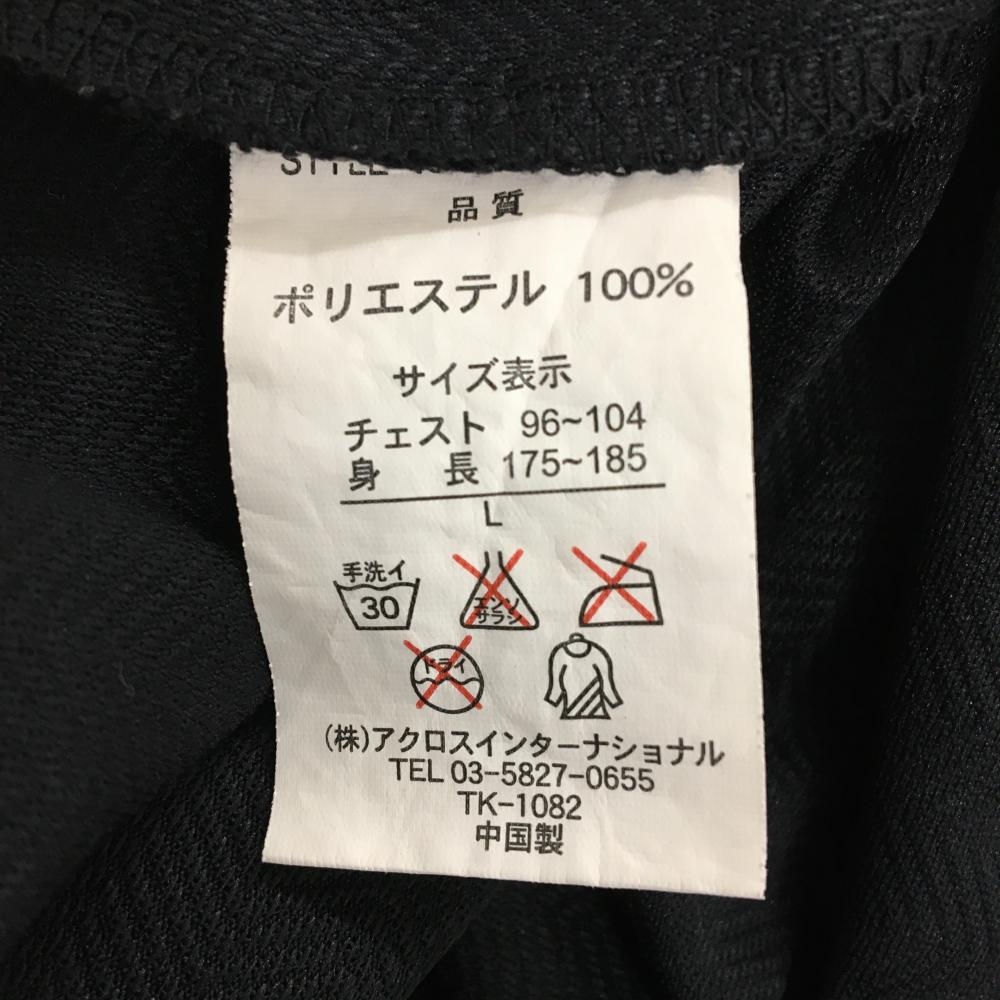 STYLE
品質
ポリエステル 100%
サイズ表示
チェスト 96~104
身 長 175~185
L
手洗イ
30
エンソ
サラシ
ドライ
(株)アクロスインターナショナル
TEL 03-5827-0655
TK-1082
中国製